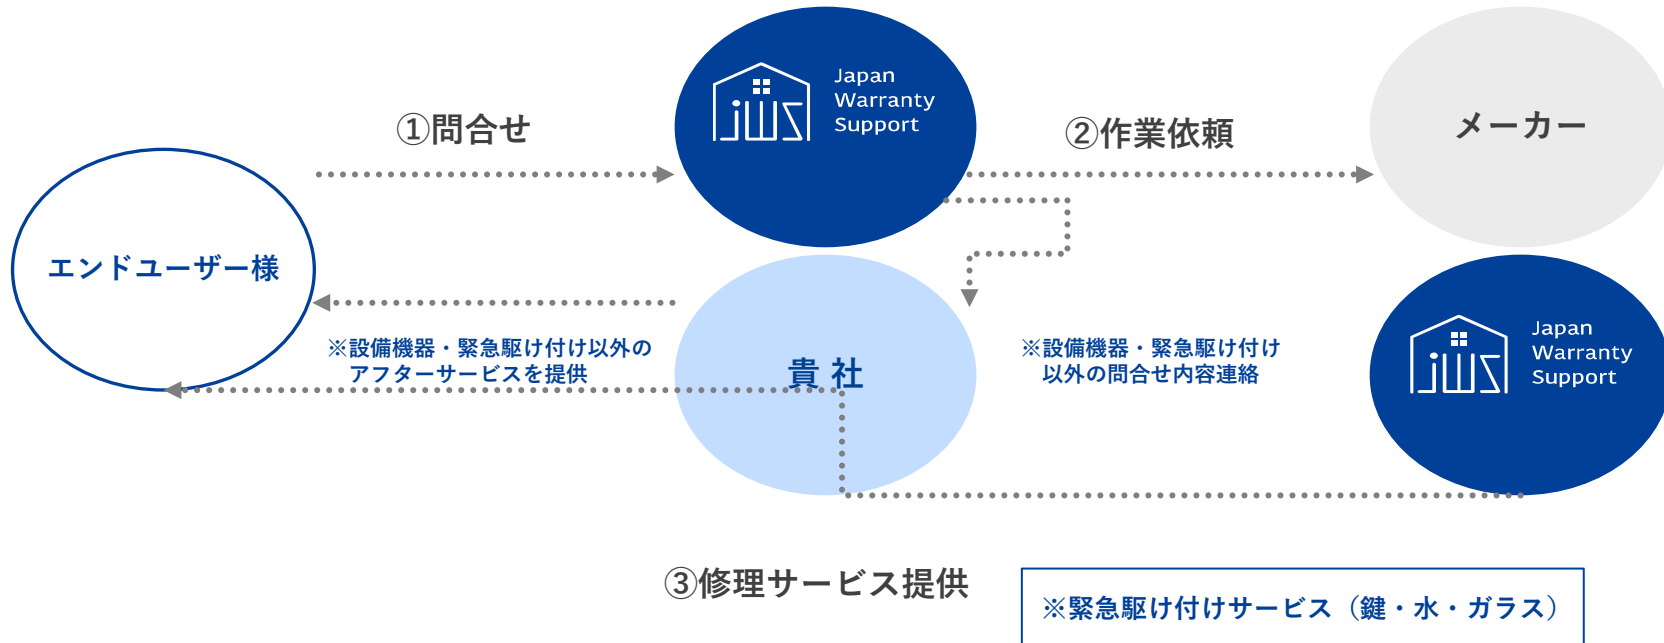 Japan
Warranty
Support
jws
①問合せ
②作業依頼
メーカー
エンドユーザー様
※設備機器・緊急駆け付け以外の
アフターサービスを提供
貴 社
※設備機器・緊急駆け付け
以外の問合せ内容連絡
Japan
Warranty
Support
jws
③修理サービス提供
※緊急駆け付けサービス（鍵・水・ガラス）